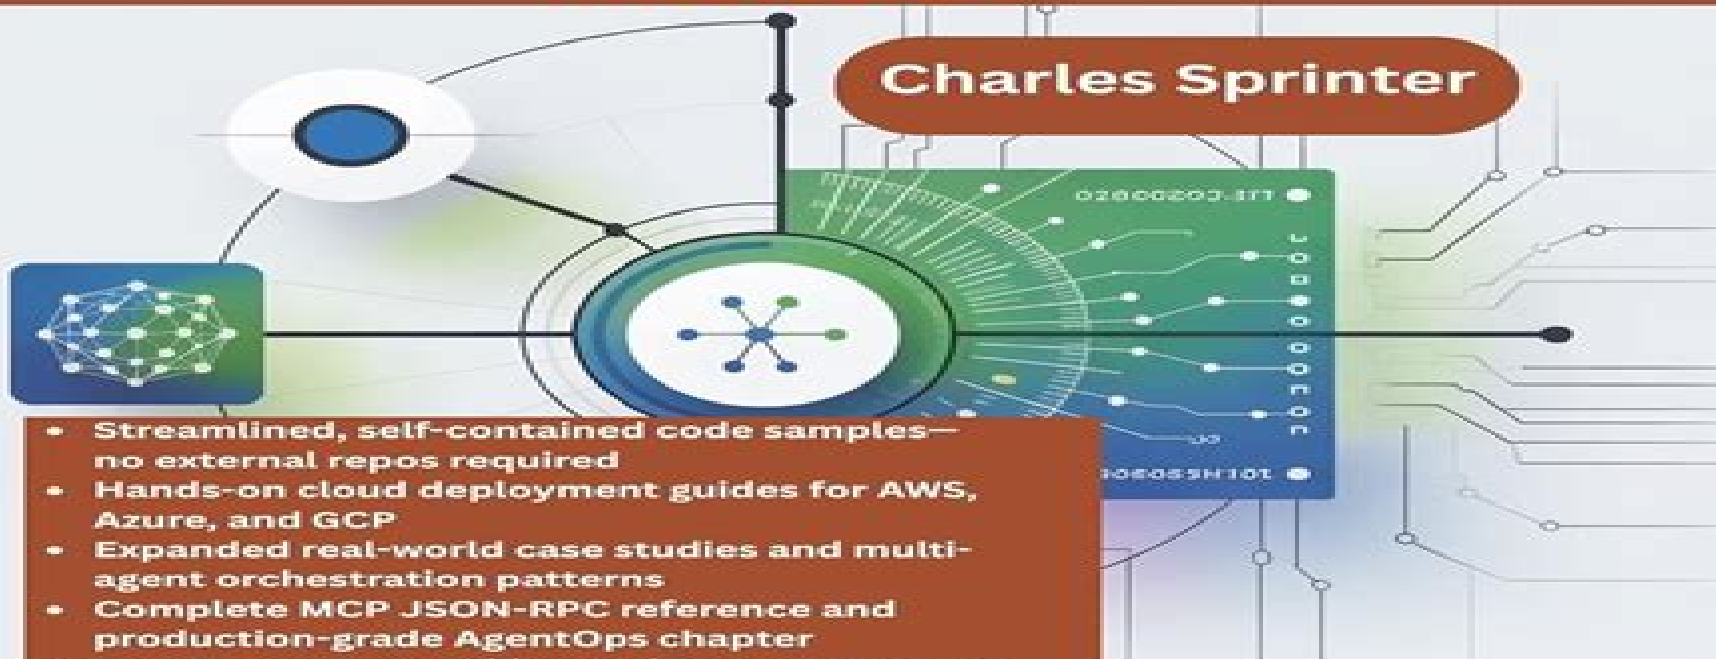 Charles Sprinter
• Streamlined, self-contained code samples—
no external repos required
• Hands-on cloud deployment guides for AWS,
Azure, and GCP
• Expanded real-world case studies and multi-
agent orchestration patterns
• Complete MCP JSON-RPC reference and
production-grade AgentOps chapter